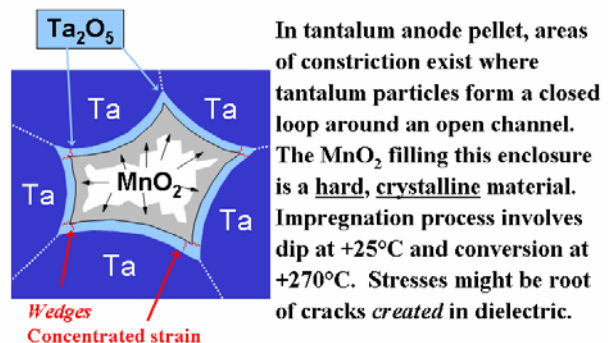 Ta₂O₅
Ta
Ta
Ta
MnO₂
Ta
Ta
Wedges
Concentrated strain
In tantalum anode pellet, areas
of constriction exist where
tantalum particles form a closed
loop around an open channel.
The MnO₂ filling this enclosure
is a hard, crystalline material.
Impregnation process involves
dip at +25°C and conversion at
+270°C.  Stresses might be root
of cracks created in dielectric.